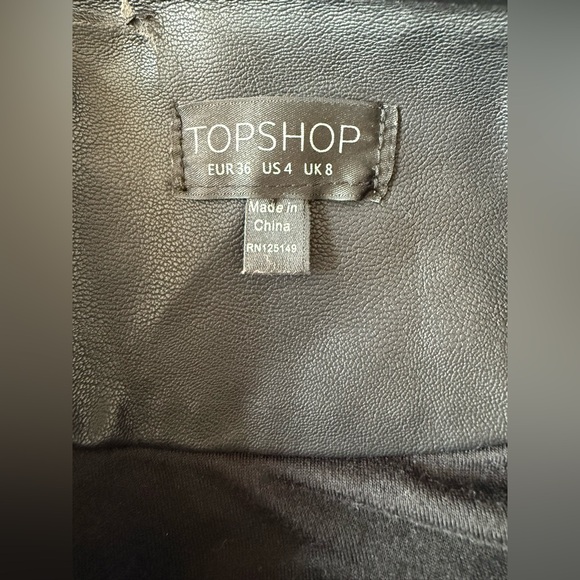 TOPSHOP
EUR 36 US 4 UK 8
Made in
China
RN125149